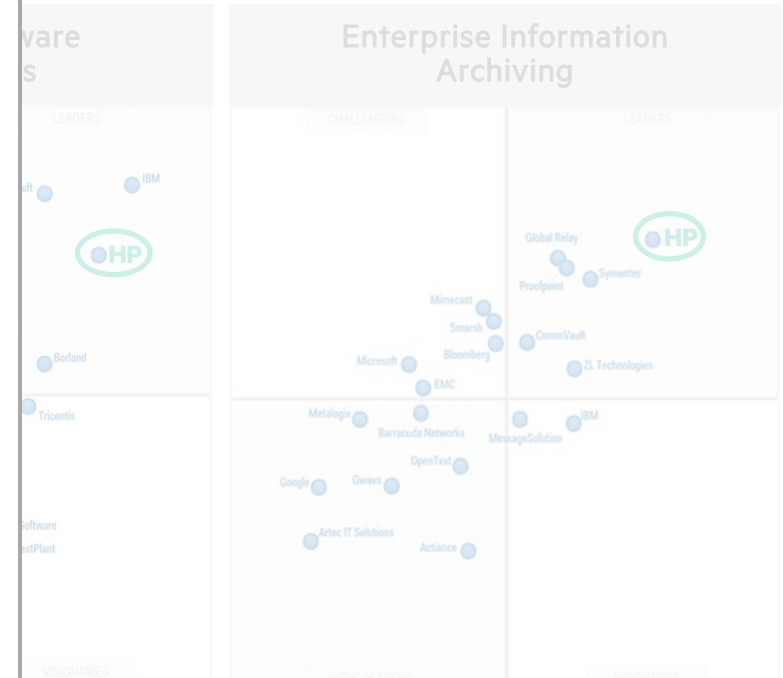 ware
s
LEADERS
oft
IBM
HP
Borland
Tricentis
Software
estPlant
VISIONARIES
Enterprise Information
Archiving
CHALLENGERS
LEADERS
Global Relay
HP
Proofpoint
Symantec
Mimecast
Smarsh
Bloomberg
CommVault
Microsoft
ZL Technologies
EMC
Metalogix
Barracuda Networks
MessageSolution
IBM
OpenText
Google
Gwava
Artec IT Solutions
Actiance